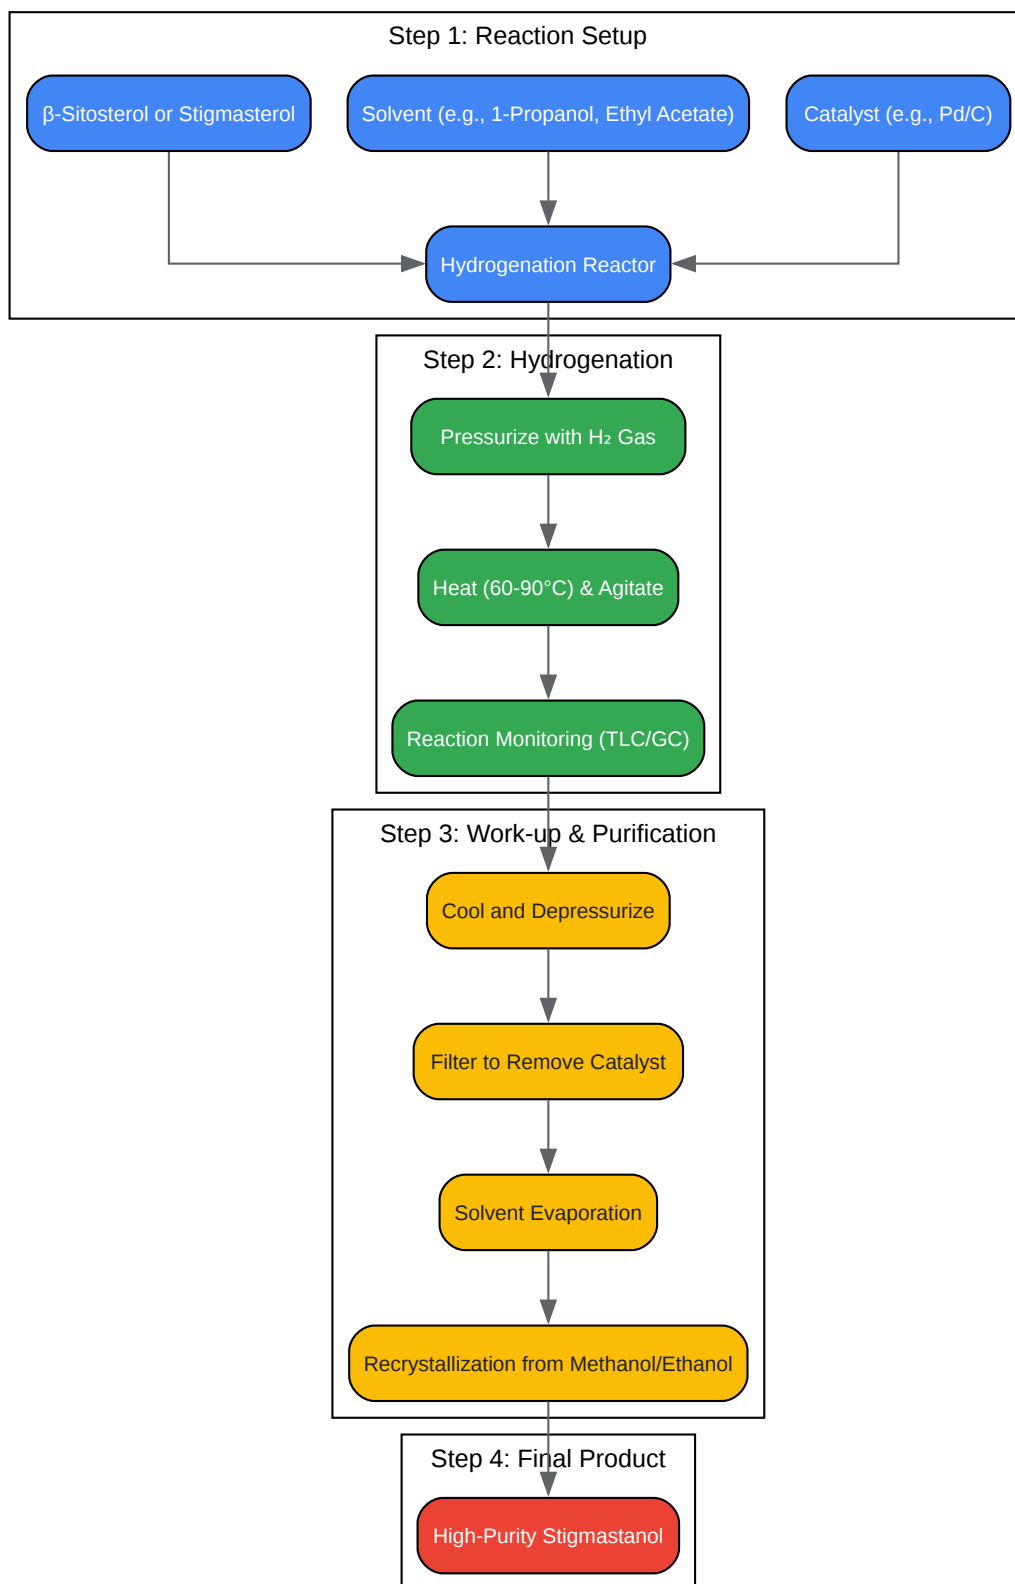 Step 1: Reaction Setup
β-Sitosterol or Stigmasterol
Solvent (e.g., 1-Propanol, Ethyl Acetate)
Catalyst (e.g., Pd/C)
Hydrogenation Reactor
Step 2: Hydrogenation
Pressurize with H₂ Gas
Heat (60-90°C) & Agitate
Reaction Monitoring (TLC/GC)
Step 3: Work-up & Purification
Cool and Depressurize
Filter to Remove Catalyst
Solvent Evaporation
Recrystallization from Methanol/Ethanol
Step 4: Final Product
High-Purity Stigmastanol